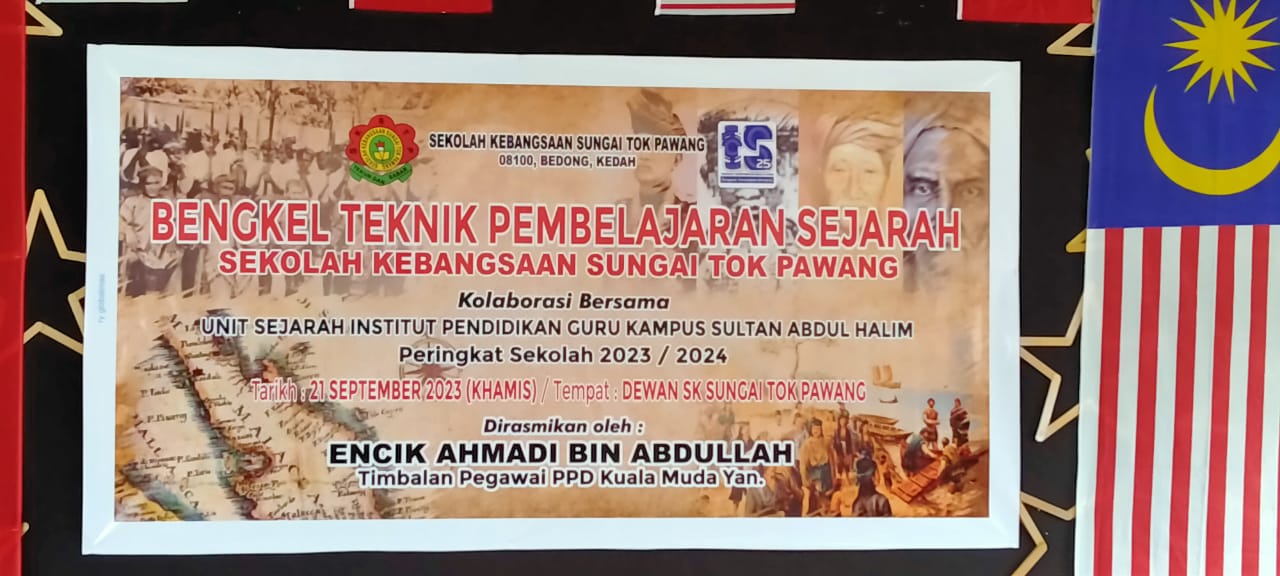 SEKOLAH KEBANGSAAN SUNGAI TOK PAWANG
08100, BEDONG, KEDAH
25
BENGKEL TEKNIK PEMBELAJARAN SEJARAH
SEKOLAH KEBANGSAAN SUNGAI TOK PAWANG
Kolaborasi Bersama
UNIT SEJARAH INSTITUT PENDIDIKAN GURU KAMPUS SULTAN ABDUL HALIM
Peringkat Sekolah 2023 / 2024
Tarikh : 21 SEPTEMBER 2023 (KHAMIS) / Tempat : DEWAN SK SUNGAI TOK PAWANG
Dirasmikan oleh :
ENCIK AHMADI BIN ABDULLAH
Timbalan Pegawai PPD Kuala Muda Yan.